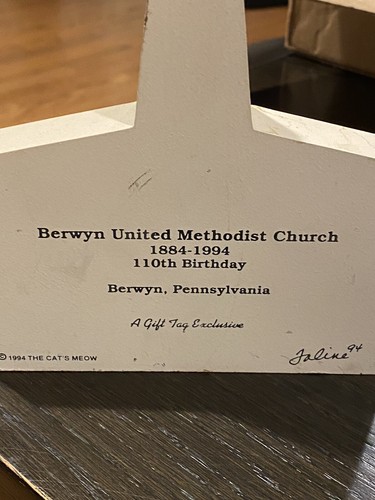 Berwyn United Methodist Church
1884-1994
110th Birthday
Berwyn, Pennsylvania
A Gift Tag Exclusive
© 1994 THE CAT'S MEOW
Faline 94